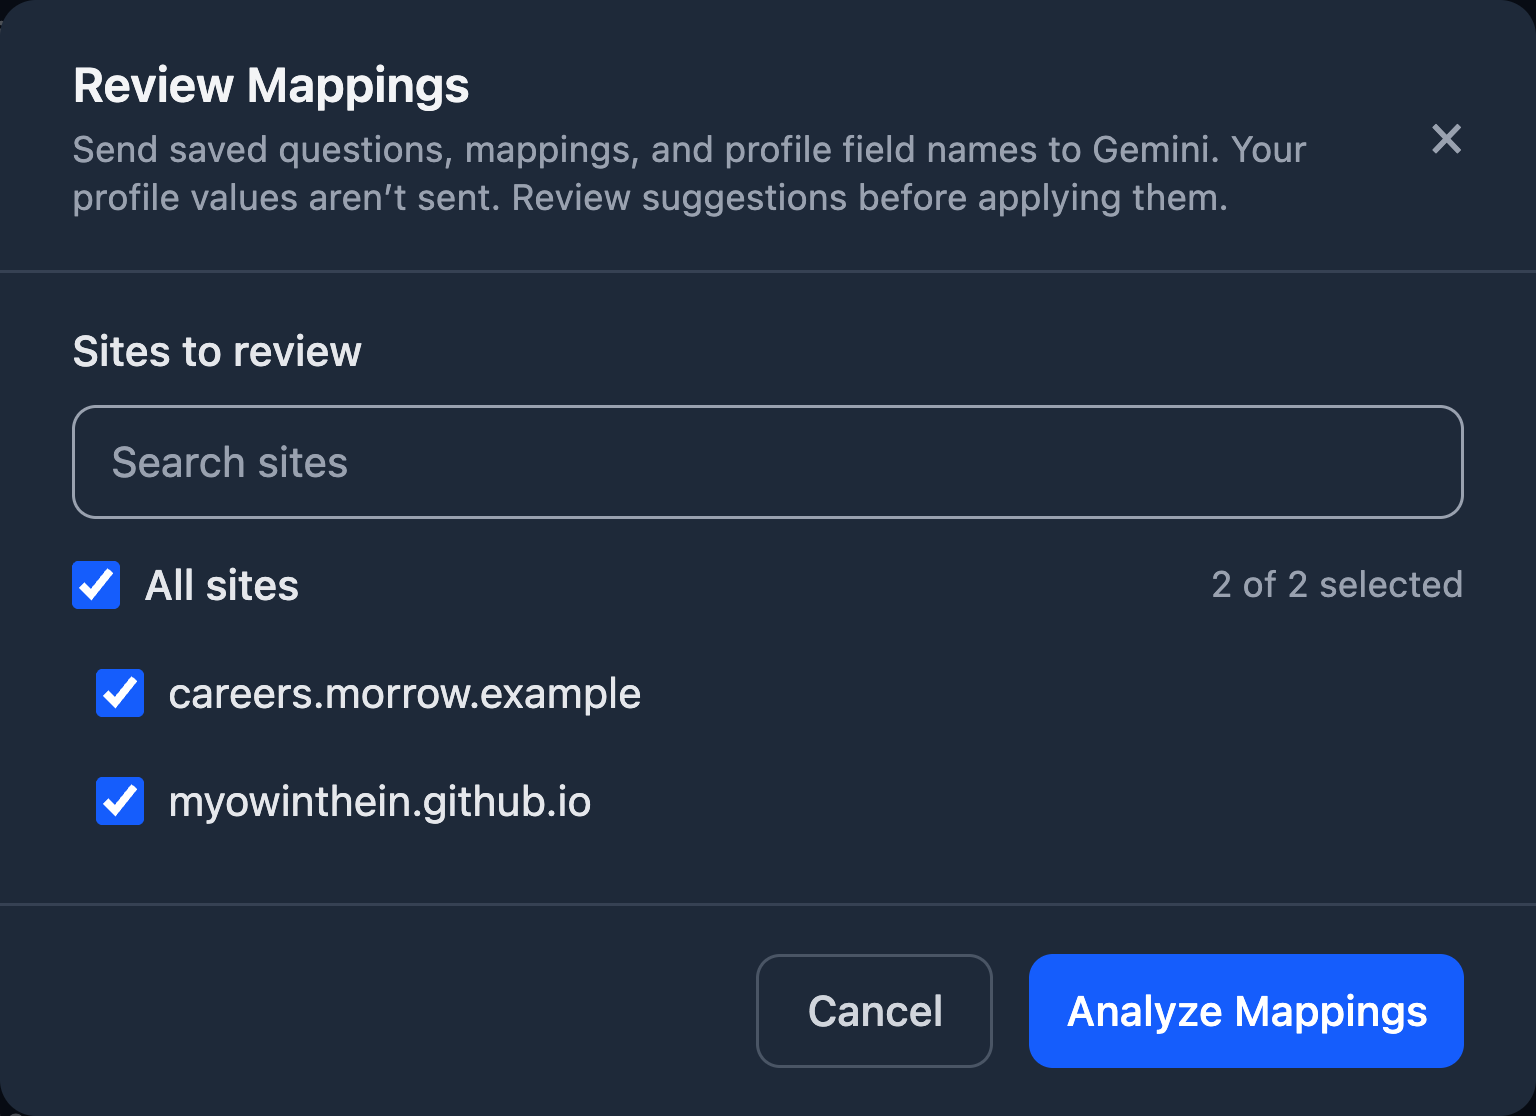 Review Mappings
Send saved questions, mappings, and profile field names to Gemini. Your
profile values aren’t sent. Review suggestions before applying them.
Sites to review
Search sites
All sites
2 of 2 selected
careers.morrow.example
myowinthein.github.io
Cancel
Analyze Mappings